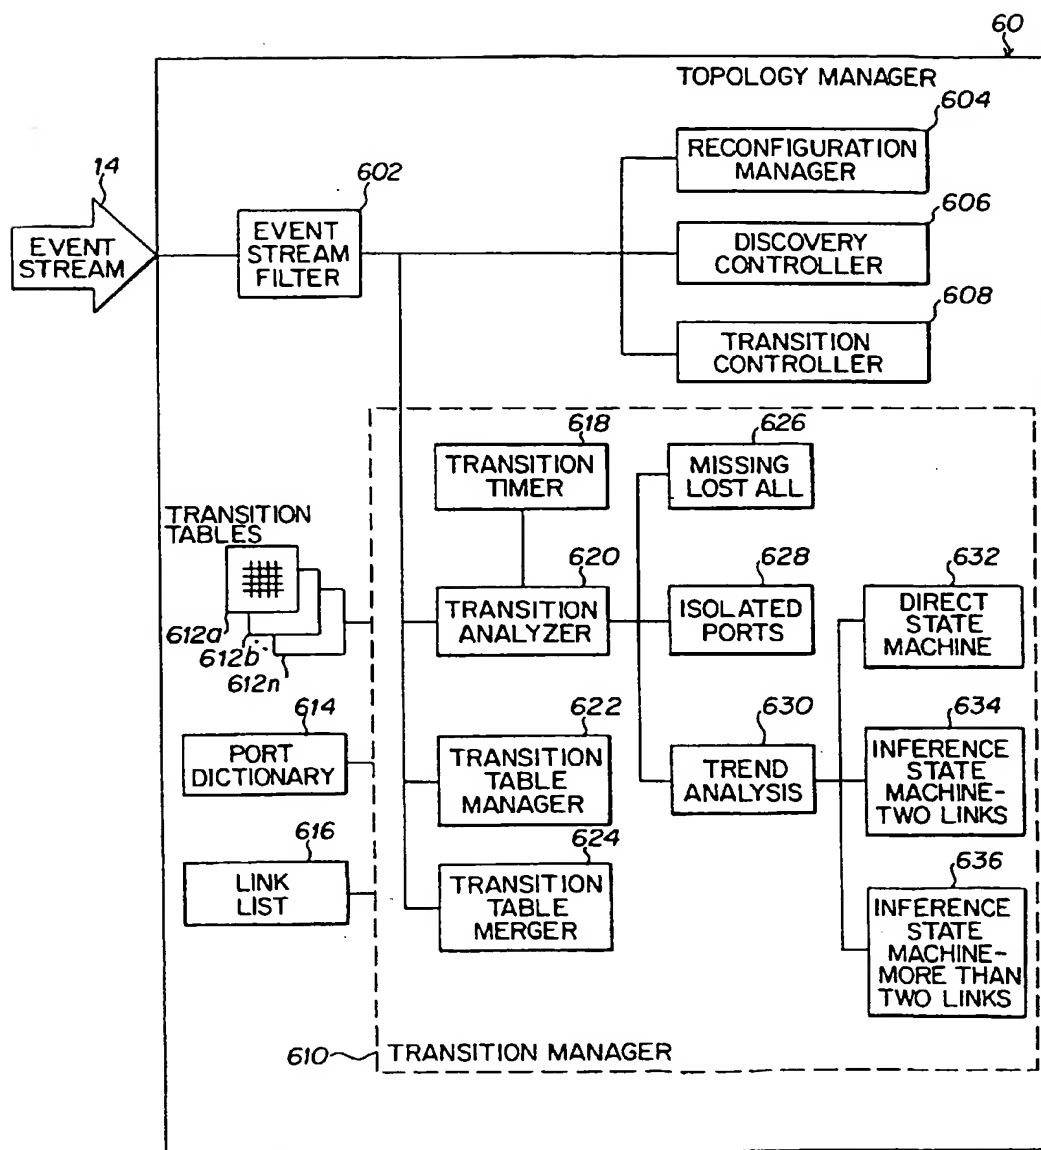 60
TOPOLOGY MANAGER
604
RECONFIGURATION
MANAGER
14
602
606
EVENT
STREAM
EVENT
STREAM
FILTER
DISCOVERY
CONTROLLER
608
TRANSITION
CONTROLLER
618
626
TRANSITION
TIMER
MISSING
LOST ALL
TRANSITION
TABLES
612a
612b
612n
620
628
632
TRANSITION
ANALYZER
ISOLATED
PORTS
DIRECT
STATE
MACHINE
614
PORT
DICTIONARY
622
630
634
TRANSITION
TABLE
MANAGER
TREND
ANALYSIS
INFERENCE
STATE
MACHINE-
TWO LINKS
616
LINK
LIST
624
636
TRANSITION
TABLE
MERGER
INFERENCE
STATE
MACHINE-
MORE THAN
TWO LINKS
610
TRANSITION MANAGER